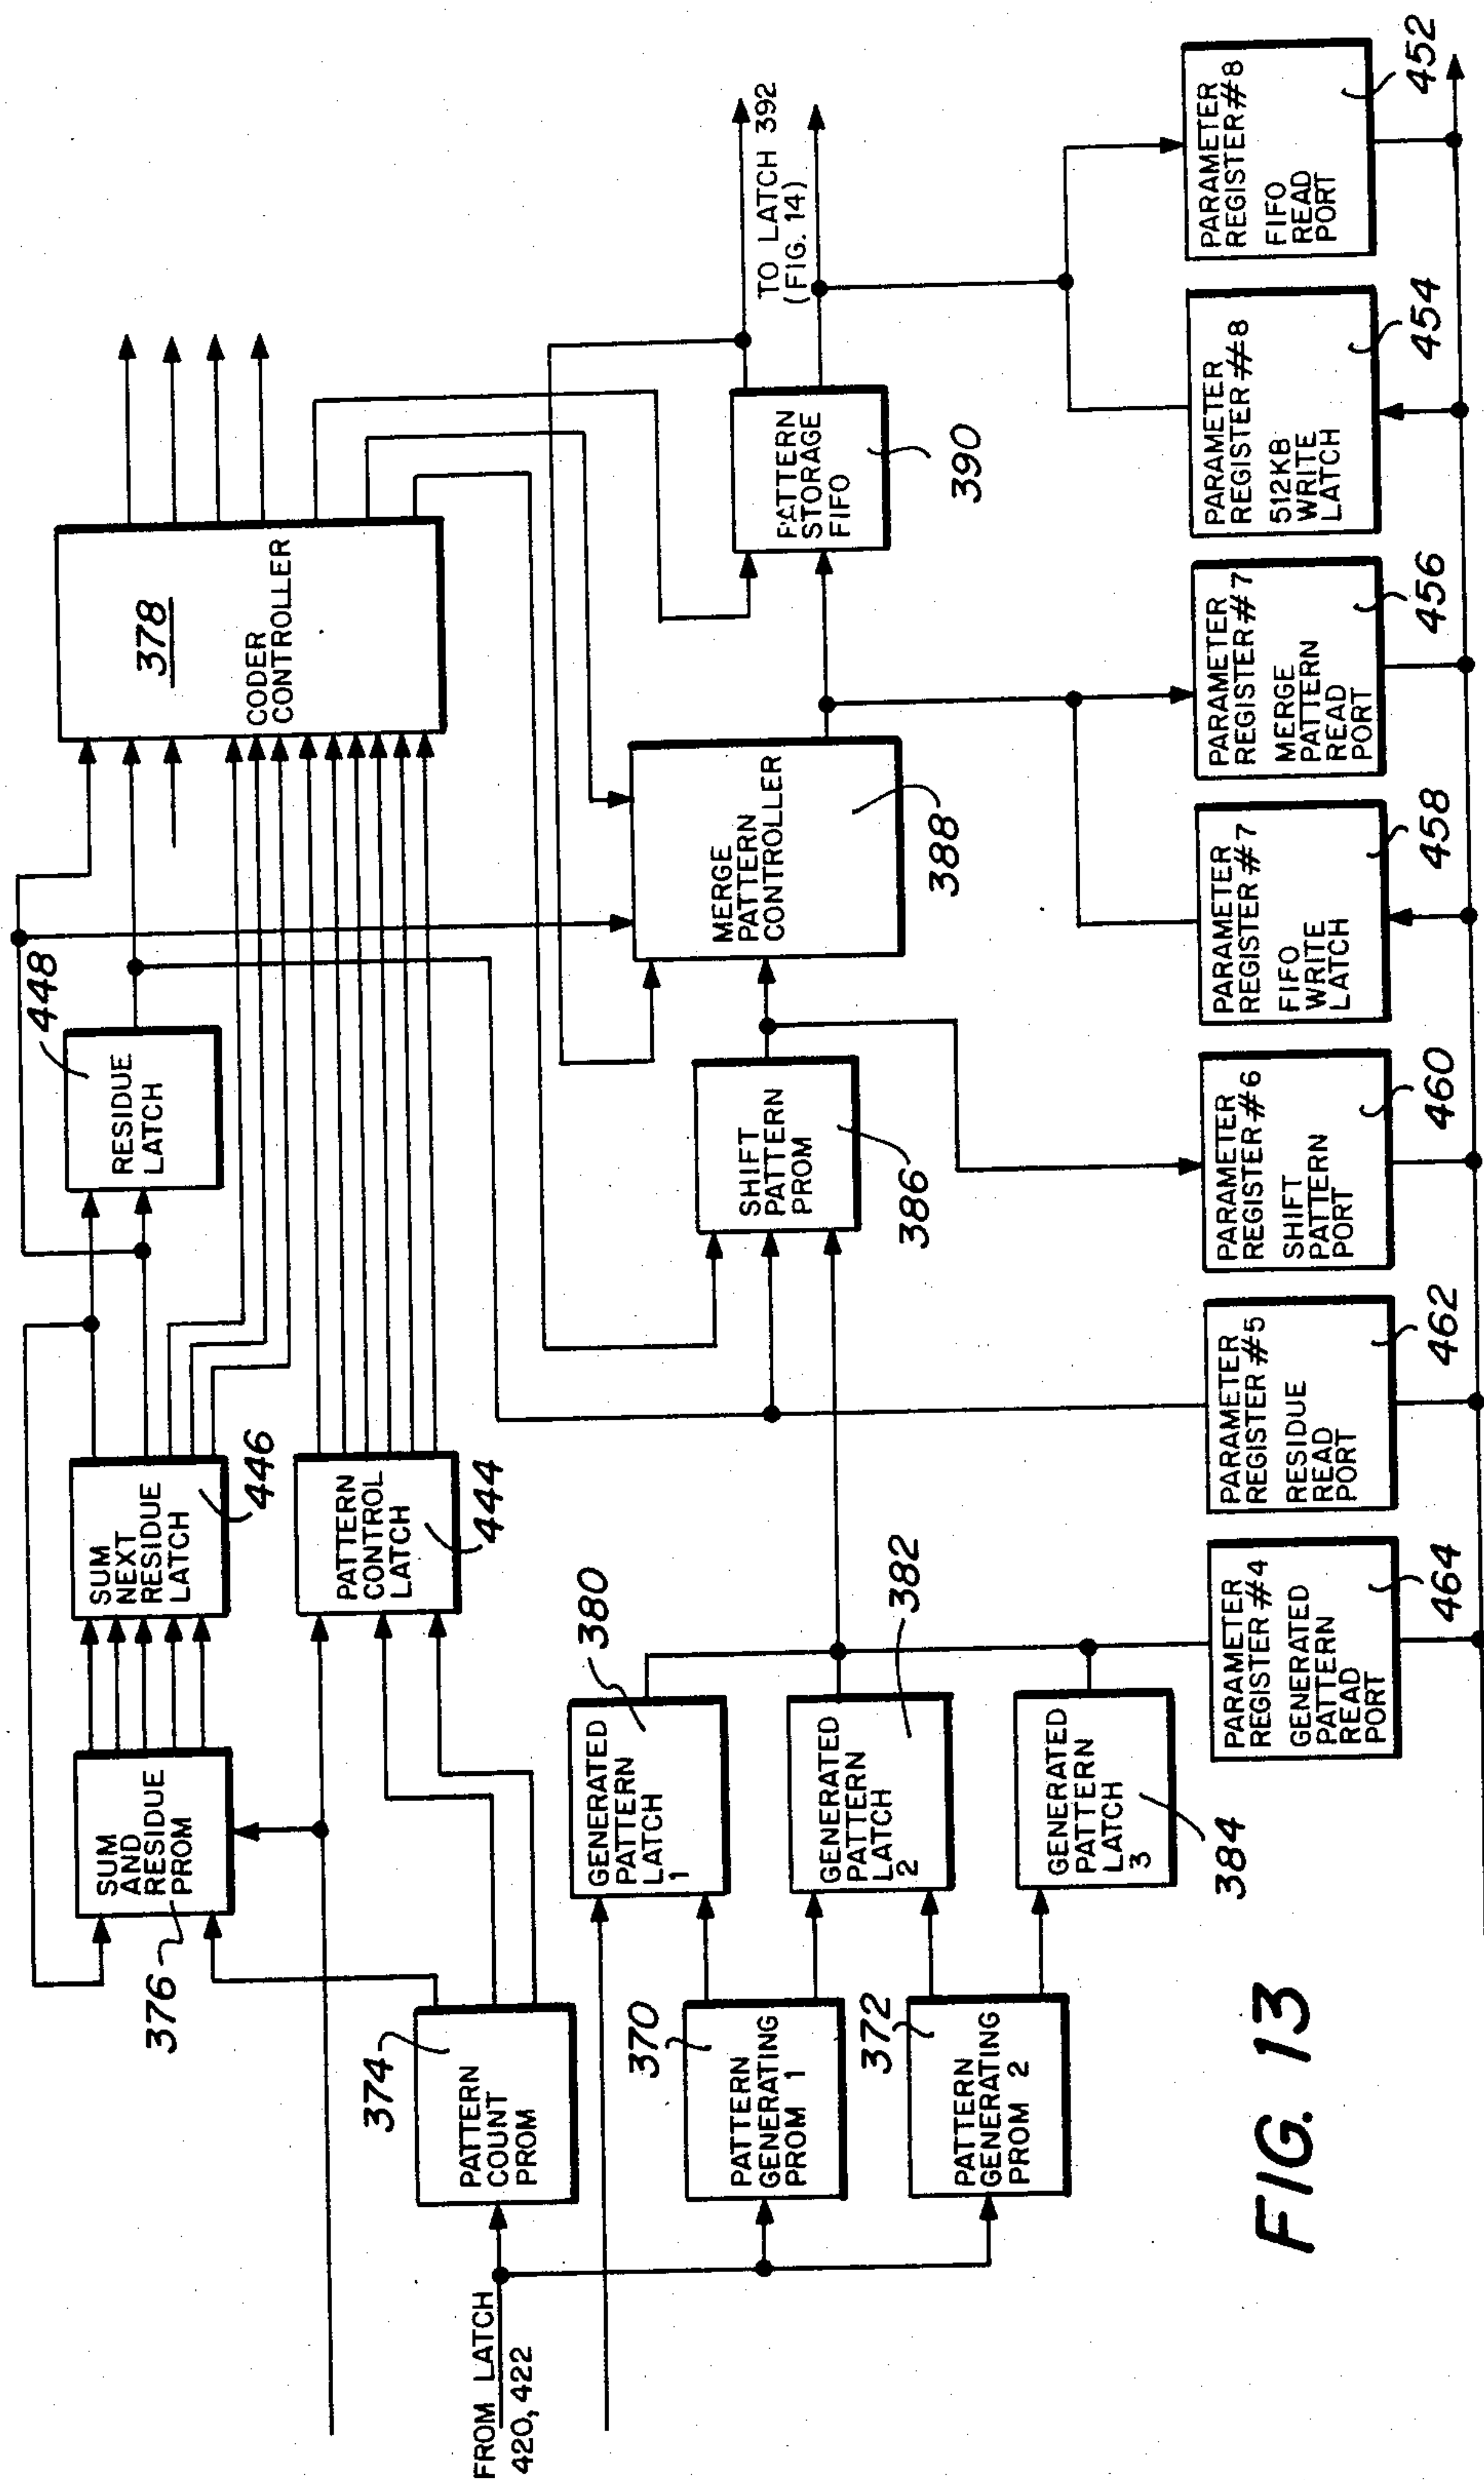 448
RESIDUE
LATCH
378
CODER
CONTROLLER
SUM
NEXT
RESIDUE
LATCH
446
SUM
AND
RESIDUE
PROM
376
PATTERN
CONTROL
LATCH
444
374
PATTERN
COUNT
PROM
FROM LATCH
420, 422
380
GENERATED
PATTERN
LATCH
1
370
PATTERN
GENERATING
PROM 1
382
GENERATED
PATTERN
LATCH
2
372
PATTERN
GENERATING
PROM 2
GENERATED
PATTERN
LATCH
3
384
SHIFT
PATTERN
PROM
386
MERGE
PATTERN
CONTROLLER
388
PATTERN
STORAGE
FIFO
390
TO LATCH 392
(FIG. 14)
PARAMETER
REGISTER #4
GENERATED
PATTERN
READ
PORT
464
PARAMETER
REGISTER #5
RESIDUE
READ
PORT
462
PARAMETER
REGISTER #6
SHIFT
PATTERN
PORT
460
PARAMETER
REGISTER #7
FIFO
WRITE
LATCH
458
PARAMETER
REGISTER #7
MERGE
PATTERN
READ
PORT
456
PARAMETER
REGISTER #8
512KB
WRITE
LATCH
454
PARAMETER
REGISTER #8
FIFO
READ
PORT
452
FIG. 13